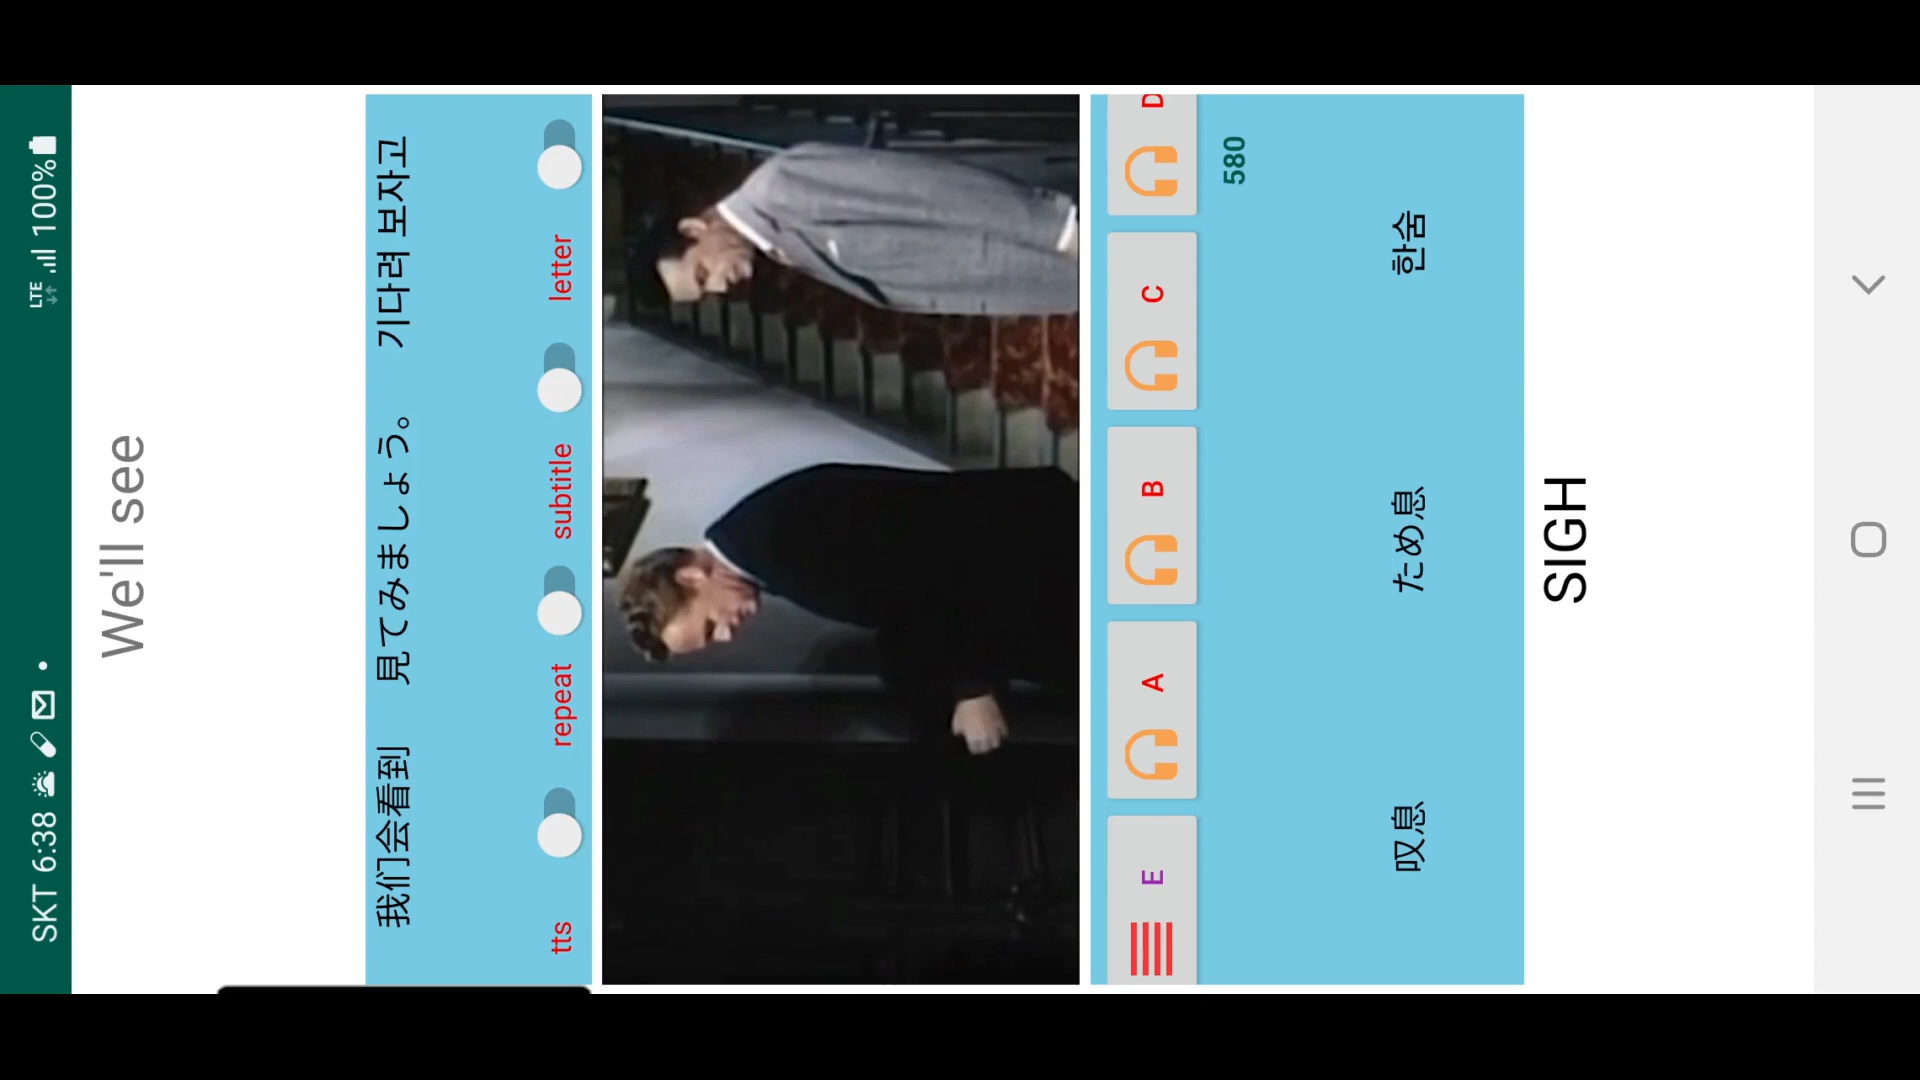 SKT 6:38 LTE 100%
We'll see
我们会看到 見てみましょう。 기다려 보자고
tts repeat subtitle letter
E A B C D
580
叹息 ため息 한숨
SIGH